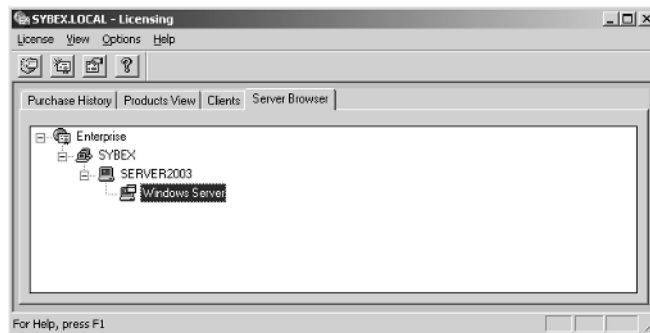 SYBEX.LOCAL - Licensing
License View Options Help
Purchase History Products View Clients Server Browser
Enterprise
SYBEX
SERVER2003
Windows Server
For Help, press F1